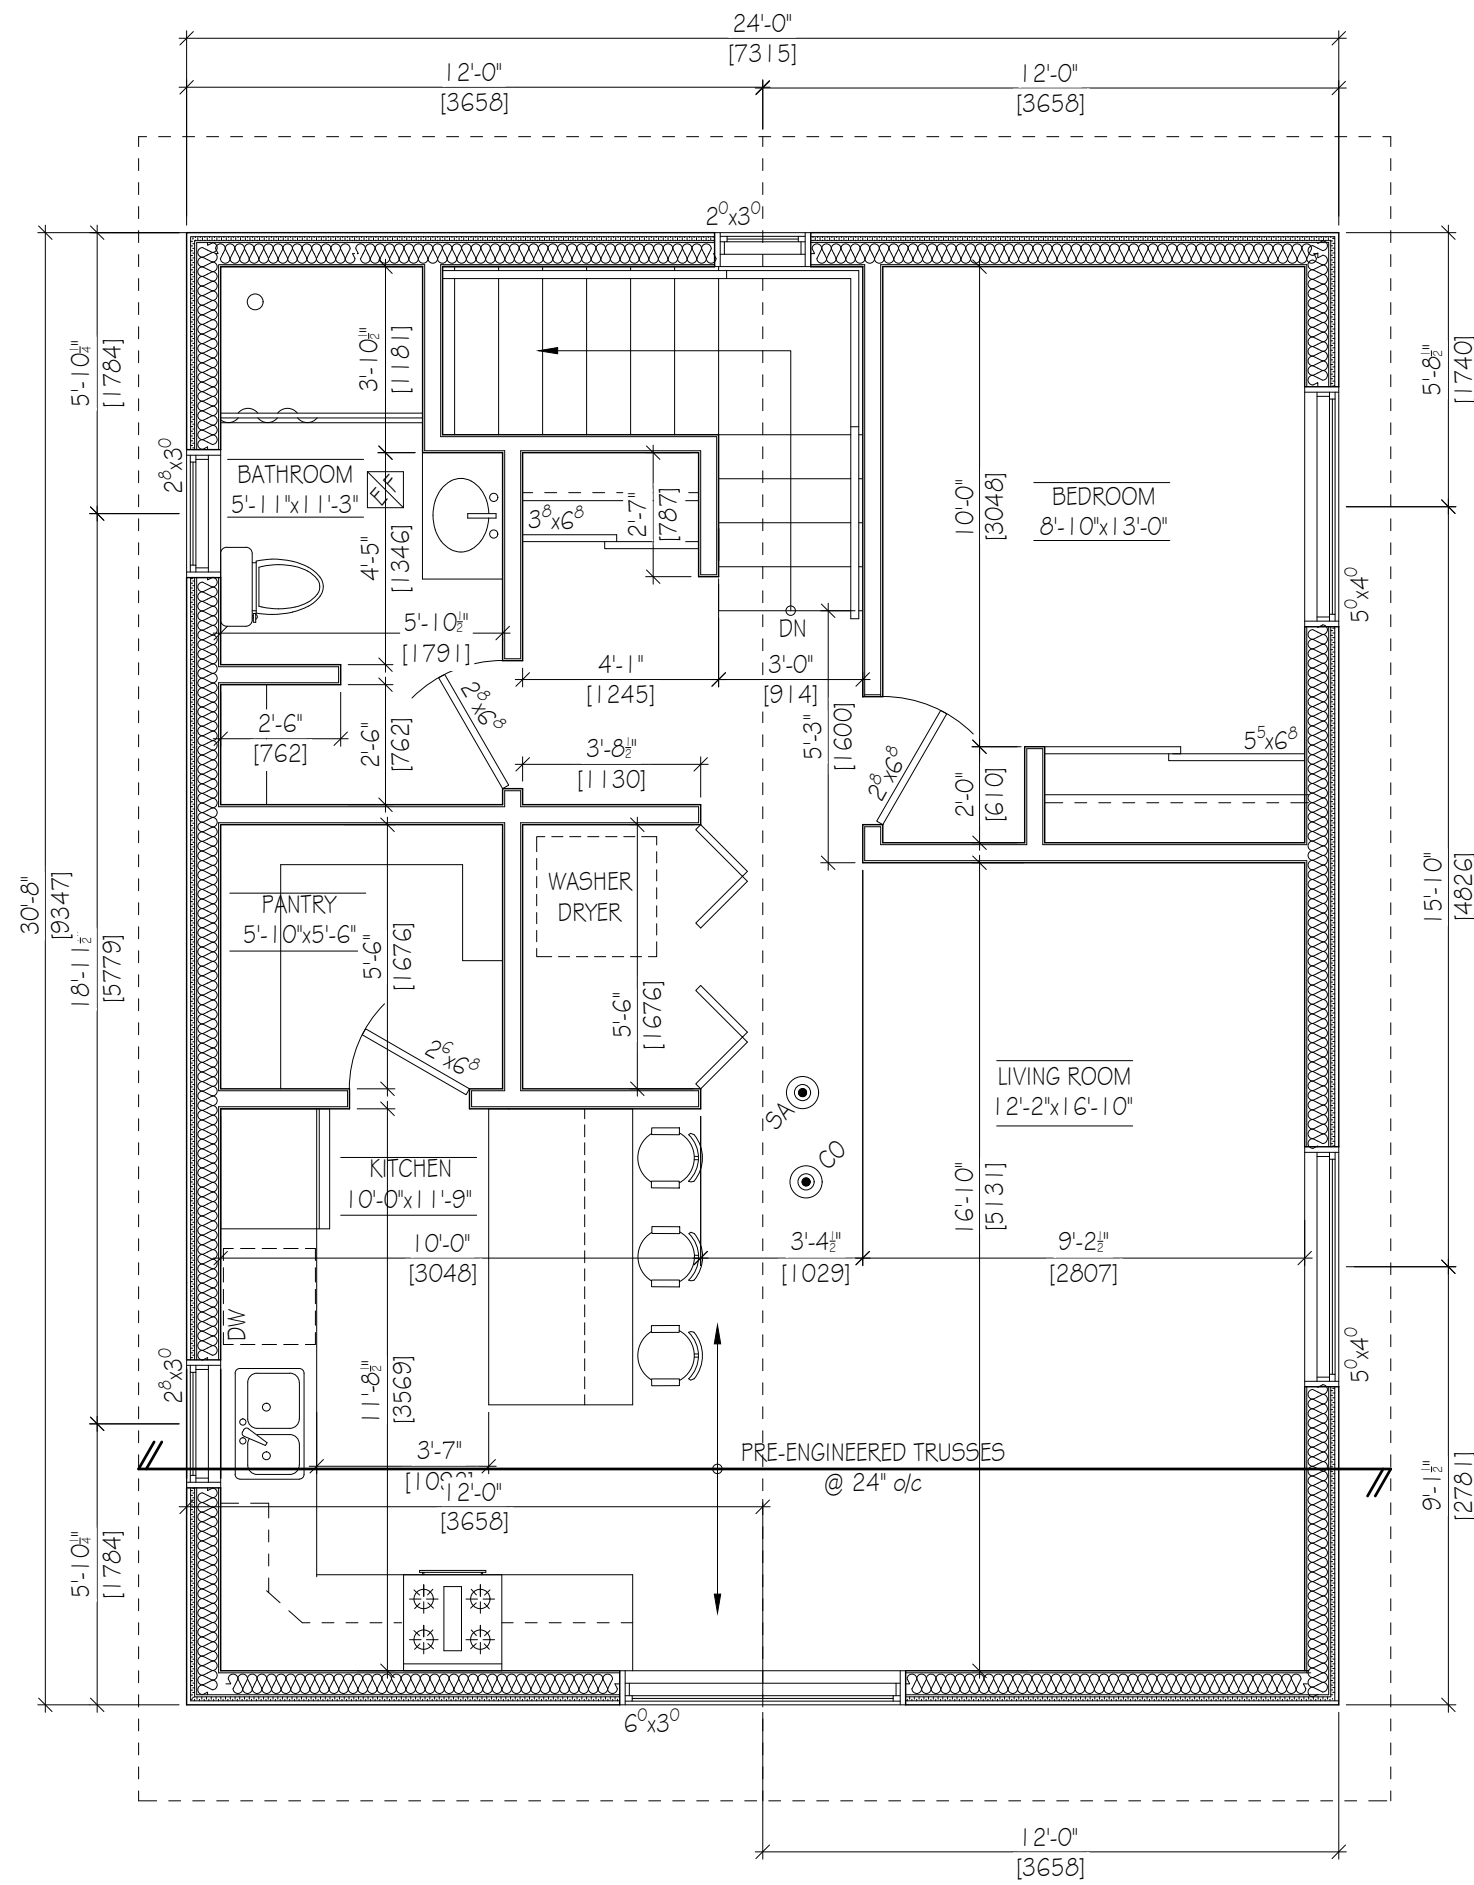 24'-0"
[7315]
12'-0"
[3658]
12'-0"
[3658]
2⁰x3⁰
5'-10¼"
[1784]
3'-10½"
[1181]
5'-8½"
[1740]
2⁸x3⁰
BATHROOM
5'-11"x11'-3"
EF
3⁸x6⁸
2'-7"
[787]
10'-0"
[3048]
BEDROOM
8'-10"x13'-0"
4'-5"
[1346]
5⁰x4⁰
5'-10½"
[1791]
DN
4'-1"
[1245]
3'-0"
[914]
2⁸x6⁸
2'-6"
[762]
2'-6"
[762]
3'-8½"
[1130]
5'-3"
[1600]
2⁸x6⁸
5⁵x6⁸
2'-0"
[610]
30'-8"
[9347]
18'-11½"
[5779]
PANTRY
5'-10"x5'-6"
5'-6"
[1676]
WASHER
DRYER
5'-6"
[1676]
15'-10"
[4826]
2⁶x6⁸
LIVING ROOM
12'-2"x16'-10"
SA
CO
KITCHEN
10'-0"x11'-9"
16'-10"
[5131]
10'-0"
[3048]
3'-4½"
[1029]
9'-2½"
[2807]
DW
2⁸x3⁰
11'-8½"
[3569]
5⁰x4⁰
3'-7"
PRE-ENGINEERED TRUSSES
@ 24" o/c
12'-0"
[3658]
9'-1½"
[2781]
5'-10¼"
[1784]
6⁰x3⁰
12'-0"
[3658]